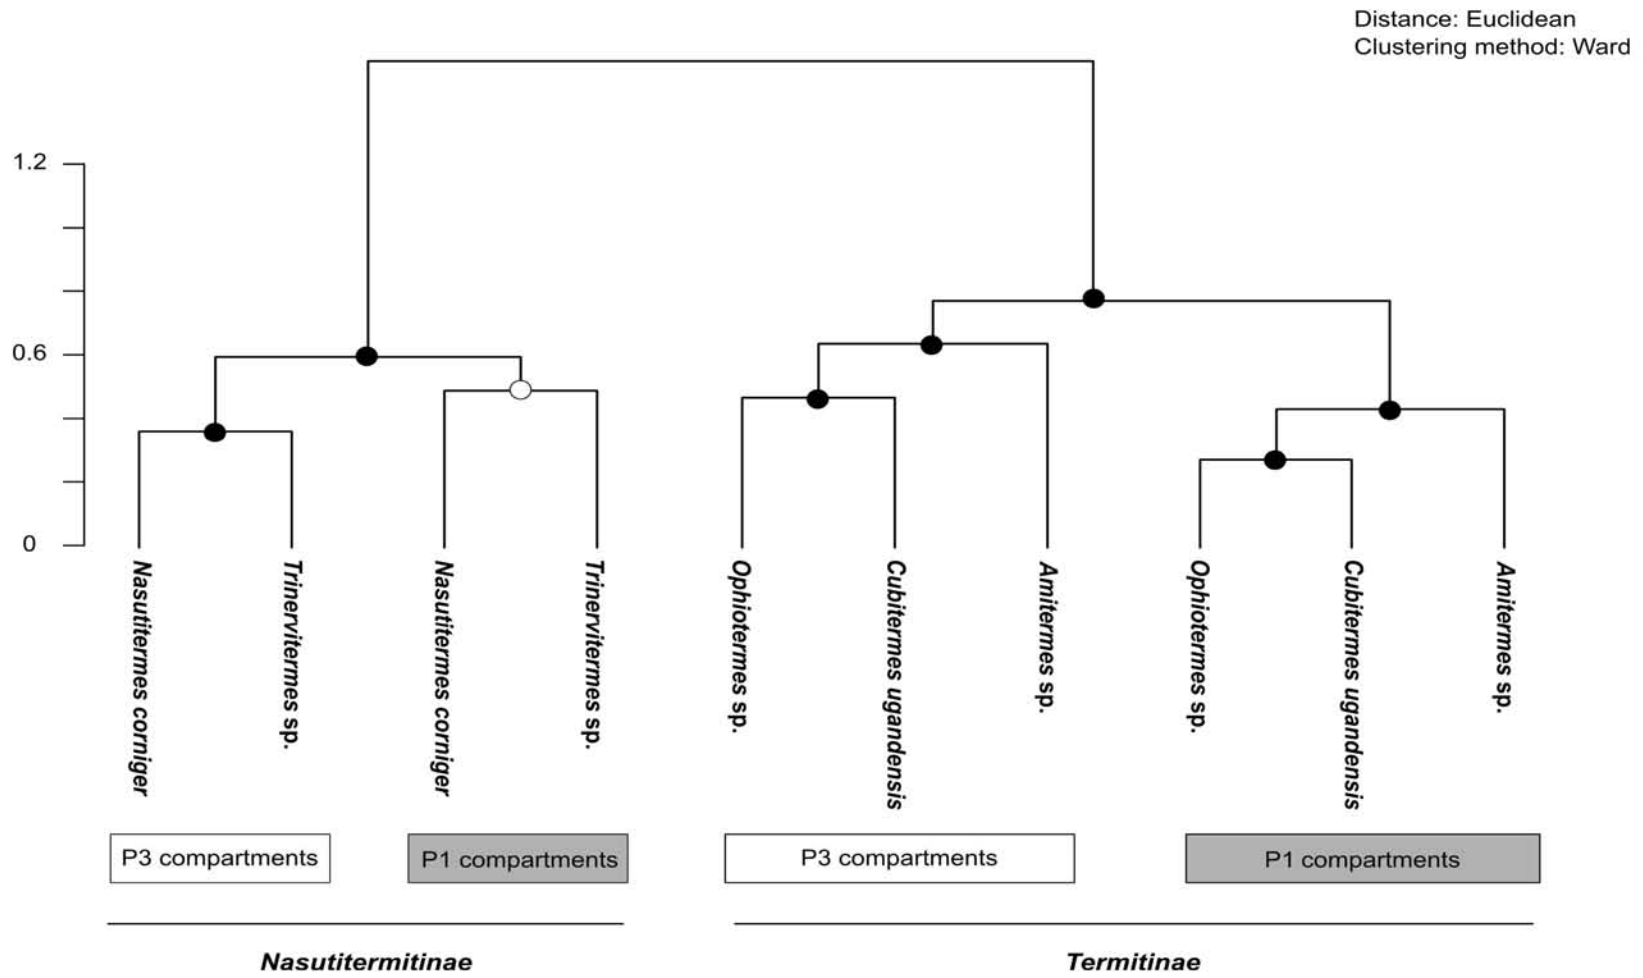 Distance: Euclidean
Clustering method: Ward
1.2
0.6
0
Nasutitermes corniger
Trinervitermes sp.
Nasutitermes corniger
Trinervitermes sp.
Ophiotermes sp.
Cubitermes ugandensis
Amitermes sp.
Ophiotermes sp.
Cubitermes ugandensis
Amitermes sp.
P3 compartments
P1 compartments
P3 compartments
P1 compartments
Nasutitermitinae
Termitinae